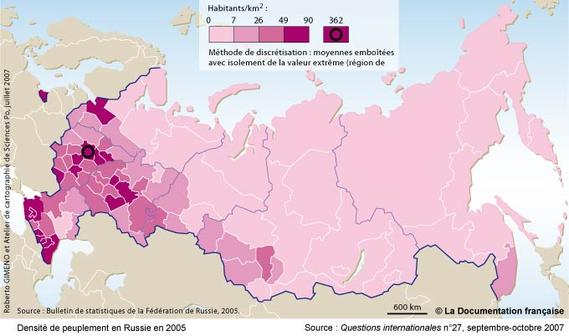 Habitants/km² :
0 7 26 49 90 362
Méthode de discrétisation : moyennes emboitées
avec isolement de la valeur extrême (région de
Roberto GIMENO et Atelier de cartographie de Sciences Po, juillet 2007
Source : Bulletin de statistiques de la Fédération de Russie, 2005.
600 km
© La Documentation française
Densité de peuplement en Russie en 2005
Source : Questions internationales n°27, septembre-octobre 2007